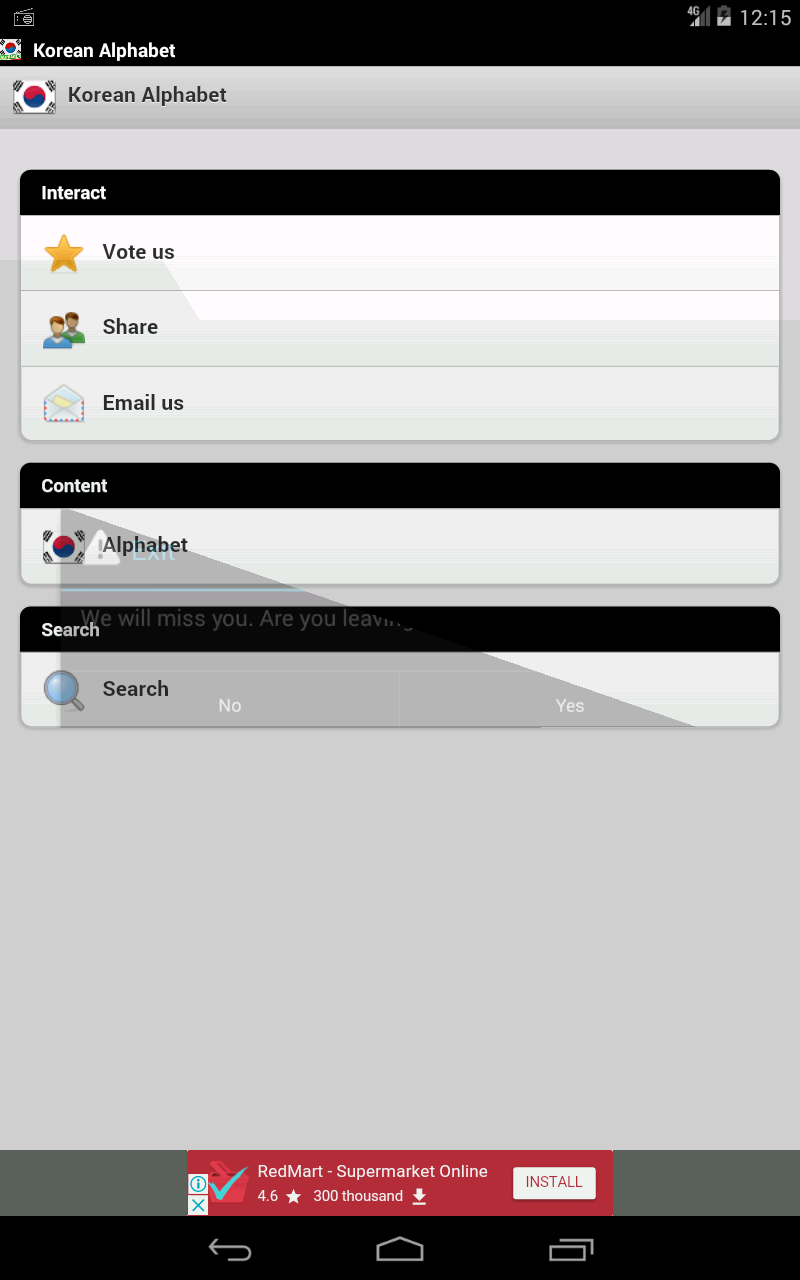 4G 12:15
Korean Alphabet
Korean Alphabet
Interact
Vote us
Share
Email us
Content
Alphabet
Exit
We will miss you. Are you leaving
Search
Search
No Yes
RedMart - Supermarket Online
4.6 300 thousand
INSTALL